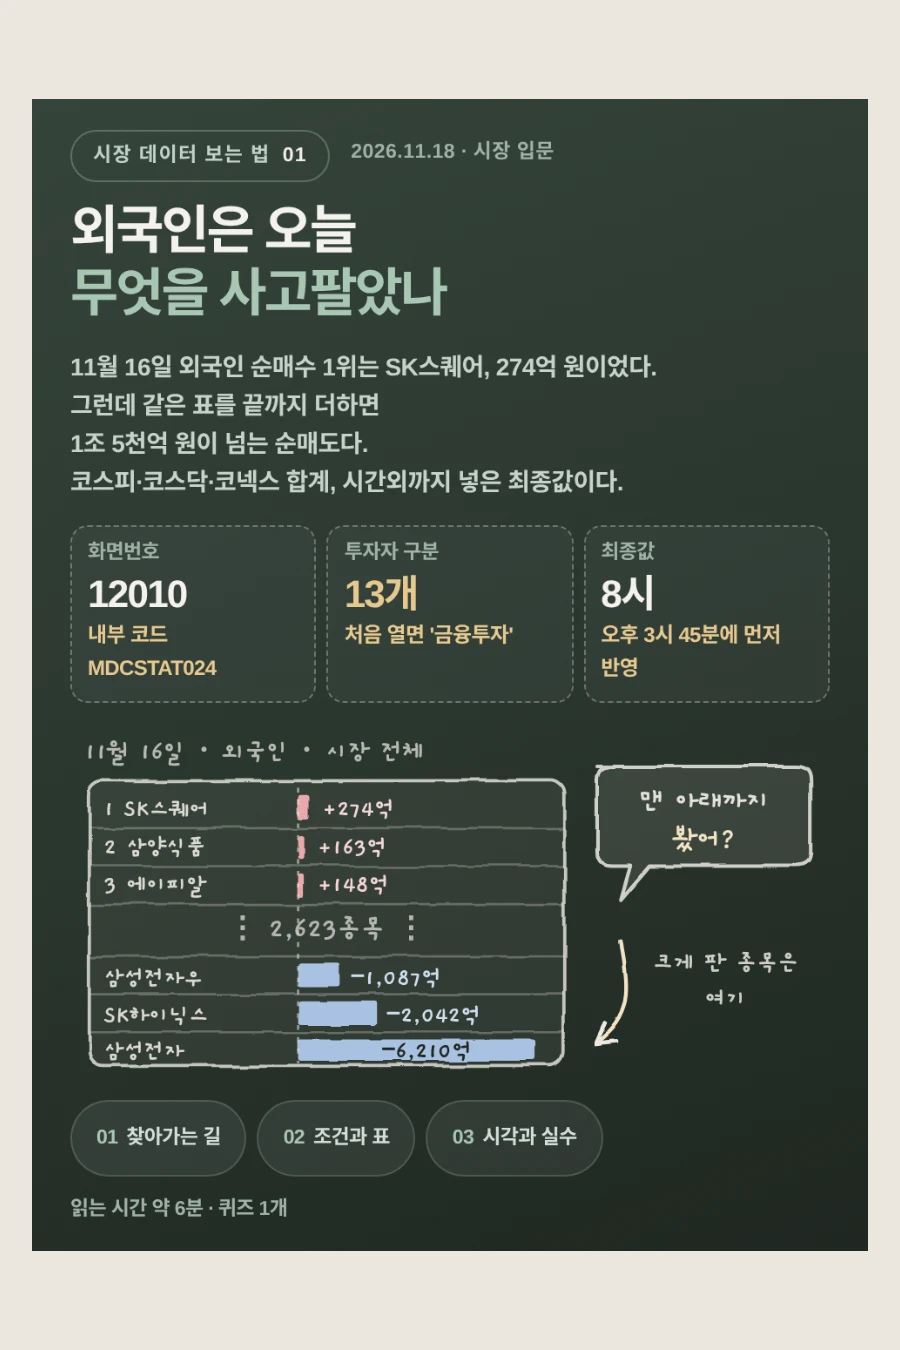 시장 데이터 보는 법 01
2026.11.18 · 시장 입문
외국인은 오늘
무엇을 사고팔았나
11월 16일 외국인 순매수 1위는 SK스퀘어, 274억 원이었다.
그런데 같은 표를 끝까지 더하면
1조 5천억 원이 넘는 순매도다.
코스피·코스닥·코넥스 합계, 시간외까지 넣은 최종값이다.
화면번호
12010
내부 코드
MDCSTAT024
투자자 구분
13개
처음 열면 '금융투자'
최종값
8시
오후 3시 45분에 먼저
반영
11월 16일 · 외국인 · 시장 전체
1 SK스퀘어 +274억
2 삼양식품 +163억
3 에이피알 +148억
⋮ 2,623종목 ⋮
삼성전자우 −1,087억
SK하이닉스 −2,042억
삼성전자 −6,210억
맨 아래까지
봤어?
크게 판 종목은
여기
01 찾아가는 길
02 조건과 표
03 시각과 실수
읽는 시간 약 6분 · 퀴즈 1개